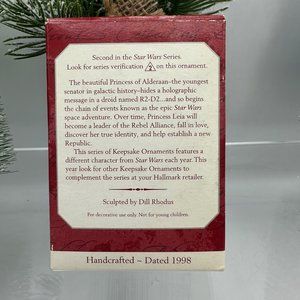 Second in the Star Wars Series.
Look for series verification 2 on this ornament.
The beautiful Princess of Alderaan–the youngest
senator in galactic history–hides a holographic
message in a droid named R2-D2...and so begins
the chain of events known as the epic Star Wars
space adventure. Over time, Princess Leia will
become a leader of the Rebel Alliance, fall in love,
discover her true identity, and help establish a new
Republic.
This series of Keepsake Ornaments features a
different character from Star Wars each year. This
year look for other Keepsake Ornaments to
complement the series at your Hallmark retailer.
Sculpted by Dill Rhodus
For decorative use only. Not for young children.
Handcrafted ~ Dated 1998